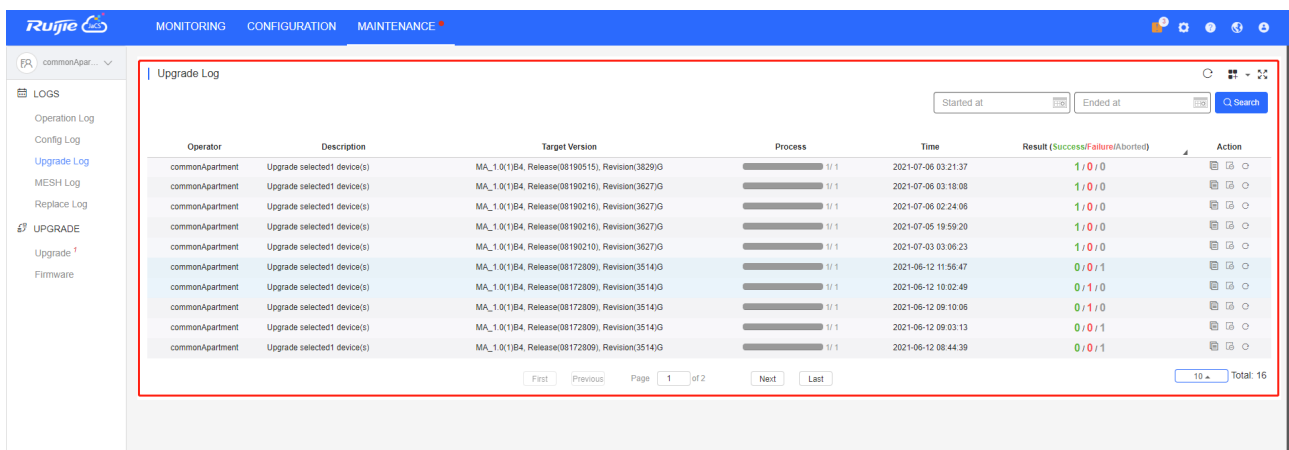 Ruijie MACS MONITORING CONFIGURATION MAINTENANCE
commonApar...
LOGS
Operation Log
Config Log
Upgrade Log
MESH Log
Replace Log
UPGRADE
Upgrade 1
Firmware
Upgrade Log
Started at Ended at Search
Operator Description Target Version Process Time Result (Success/Failure/Aborted) Action
commonApartment Upgrade selected1 device(s) MA_1.0(1)B4, Release(08190515), Revision(3829)G 1/ 1 2021-07-06 03:21:37 1 / 0 / 0
commonApartment Upgrade selected1 device(s) MA_1.0(1)B4, Release(08190216), Revision(3627)G 1/ 1 2021-07-06 03:18:08 1 / 0 / 0
commonApartment Upgrade selected1 device(s) MA_1.0(1)B4, Release(08190216), Revision(3627)G 1/ 1 2021-07-06 02:24:06 1 / 0 / 0
commonApartment Upgrade selected1 device(s) MA_1.0(1)B4, Release(08190216), Revision(3627)G 1/ 1 2021-07-05 19:59:20 1 / 0 / 0
commonApartment Upgrade selected1 device(s) MA_1.0(1)B4, Release(08190210), Revision(3627)G 1/ 1 2021-07-03 03:06:23 1 / 0 / 0
commonApartment Upgrade selected1 device(s) MA_1.0(1)B4, Release(08172809), Revision(3514)G 1/ 1 2021-06-12 11:56:47 0 / 0 / 1
commonApartment Upgrade selected1 device(s) MA_1.0(1)B4, Release(08172809), Revision(3514)G 1/ 1 2021-06-12 10:02:49 0 / 1 / 0
commonApartment Upgrade selected1 device(s) MA_1.0(1)B4, Release(08172809), Revision(3514)G 1/ 1 2021-06-12 09:10:06 0 / 1 / 0
commonApartment Upgrade selected1 device(s) MA_1.0(1)B4, Release(08172809), Revision(3514)G 1/ 1 2021-06-12 09:03:13 0 / 0 / 1
commonApartment Upgrade selected1 device(s) MA_1.0(1)B4, Release(08172809), Revision(3514)G 1/ 1 2021-06-12 08:44:39 0 / 0 / 1
First Previous Page 1 of 2 Next Last 10 Total: 16